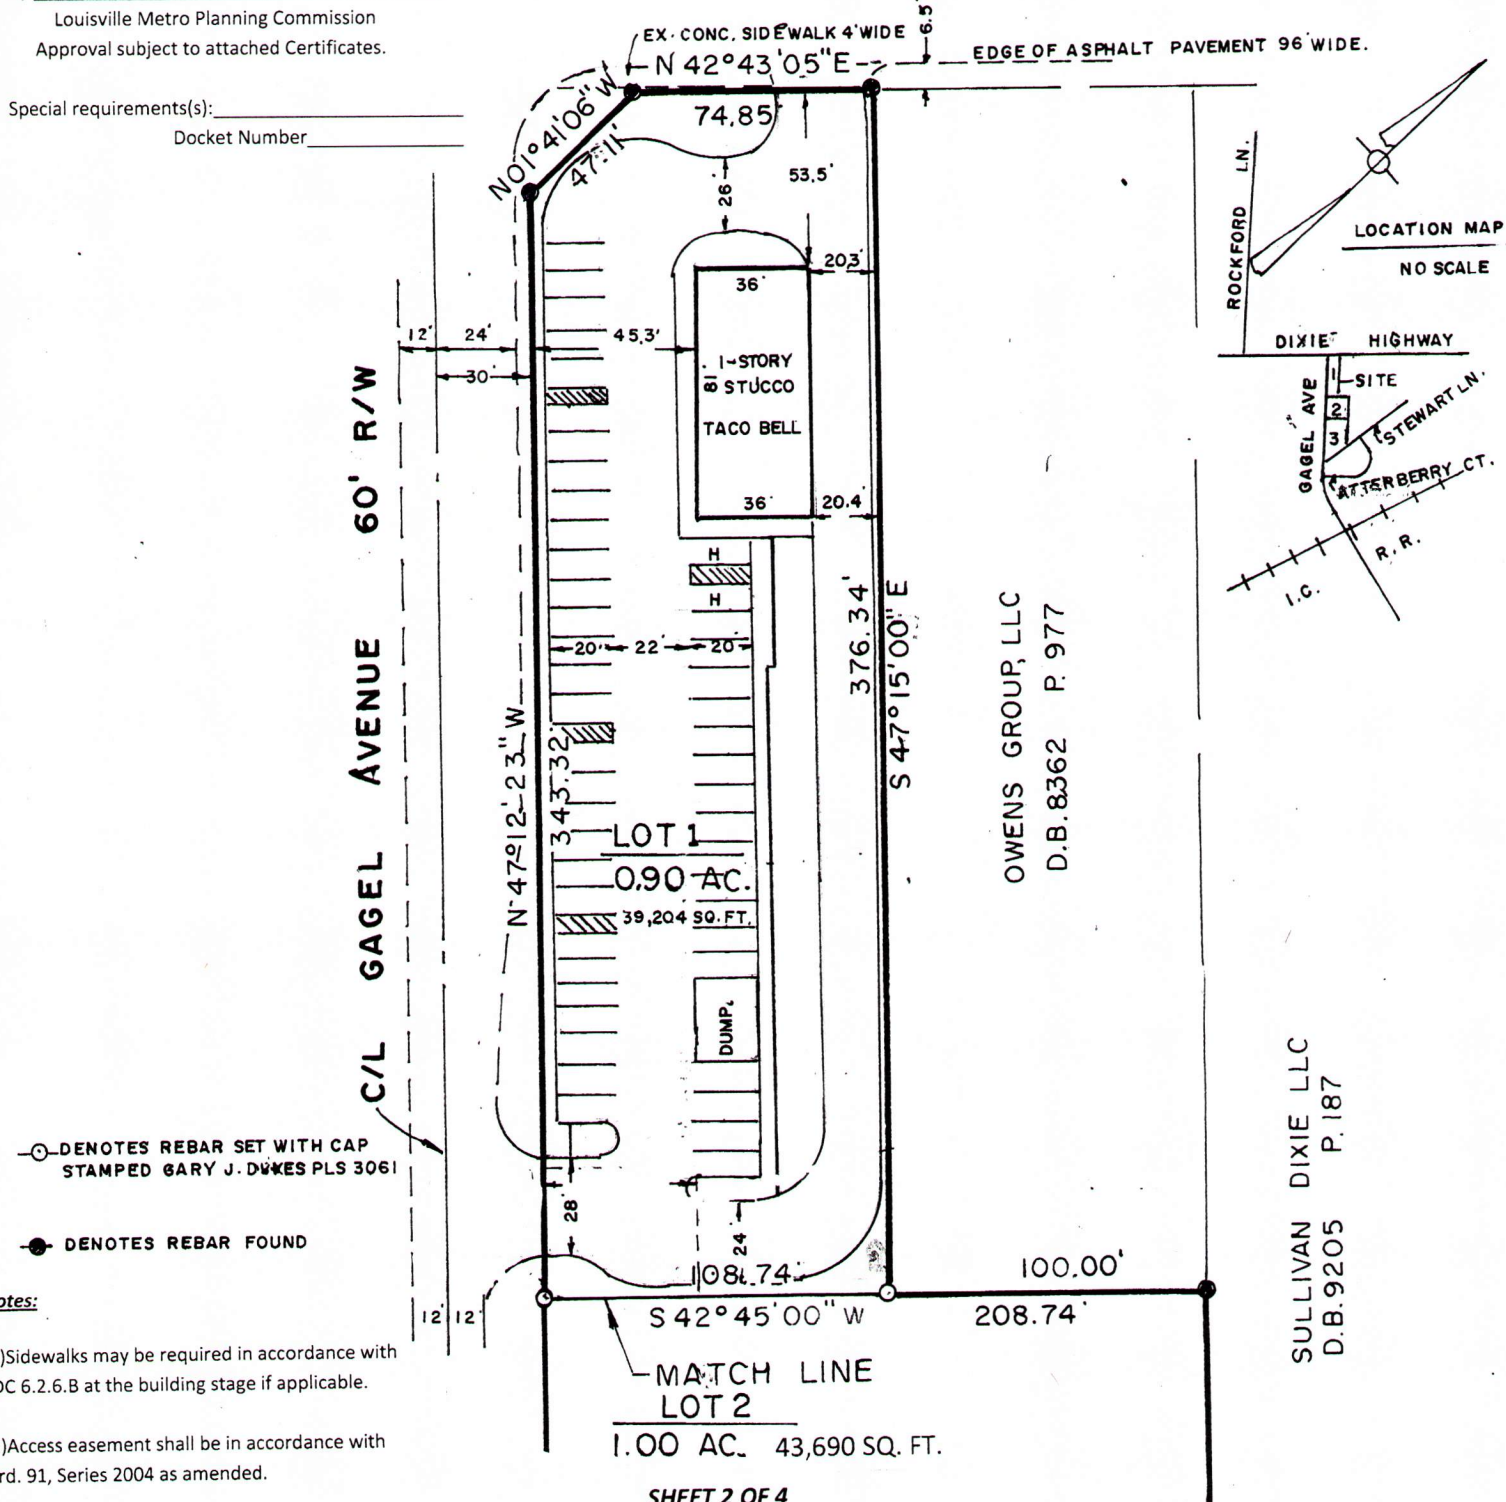 Louisville Metro Planning Commission
Approval subject to attached Certificates.
Special requirements(s):
Docket Number
EX. CONC. SIDEWALK 4' WIDE
6.5'
N 42°43'05"E
EDGE OF ASPHALT PAVEMENT 96' WIDE.
74.85'
N01°41'06"W
47.11'
53.5'
26'
20.3'
36'
12'
24'
45.3'
30'
1-STORY
81'
STUCCO
TACO BELL
36'
20.4'
H
H
20'
22'
20'
376.34'
S 47°15'00" E
N 47°12'23" W
343.32'
C/L GAGEL AVENUE 60' R/W
LOT 1
0.90 AC.
39,204 SQ. FT.
DUMP.
28'
24'
108.74'
S 42°45'00" W
100.00'
208.74'
12'
12'
MATCH LINE
LOT 2
1.00 AC. 43,690 SQ. FT.
SHEET 2 OF 4
OWENS GROUP, LLC
D.B. 8362 P. 977
SULLIVAN DIXIE LLC
D.B. 9205 P. 187
ROCKFORD LN.
LOCATION MAP
NO SCALE
DIXIE HIGHWAY
GAGEL AVE
1
SITE
2
3
STEWART LN.
ATTERBERRY CT.
I.C. R.R.
DENOTES REBAR SET WITH CAP
STAMPED GARY J. DUKES PLS 3061
DENOTES REBAR FOUND
otes:
)Sidewalks may be required in accordance with
DC 6.2.6.B at the building stage if applicable.
)Access easement shall be in accordance with
rd. 91, Series 2004 as amended.